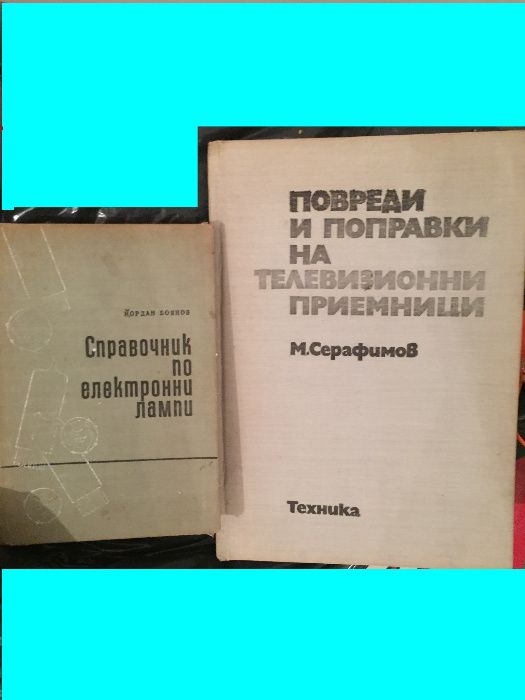 ЙОРДАН БОЯНОВ
Справочник
по
електронни
лампи
ПОВРЕДИ
И ПОПРАВКИ
НА
ТЕЛЕВИЗИОННИ
ПРИЕМНИЦИ
М.Серафимов
Техника